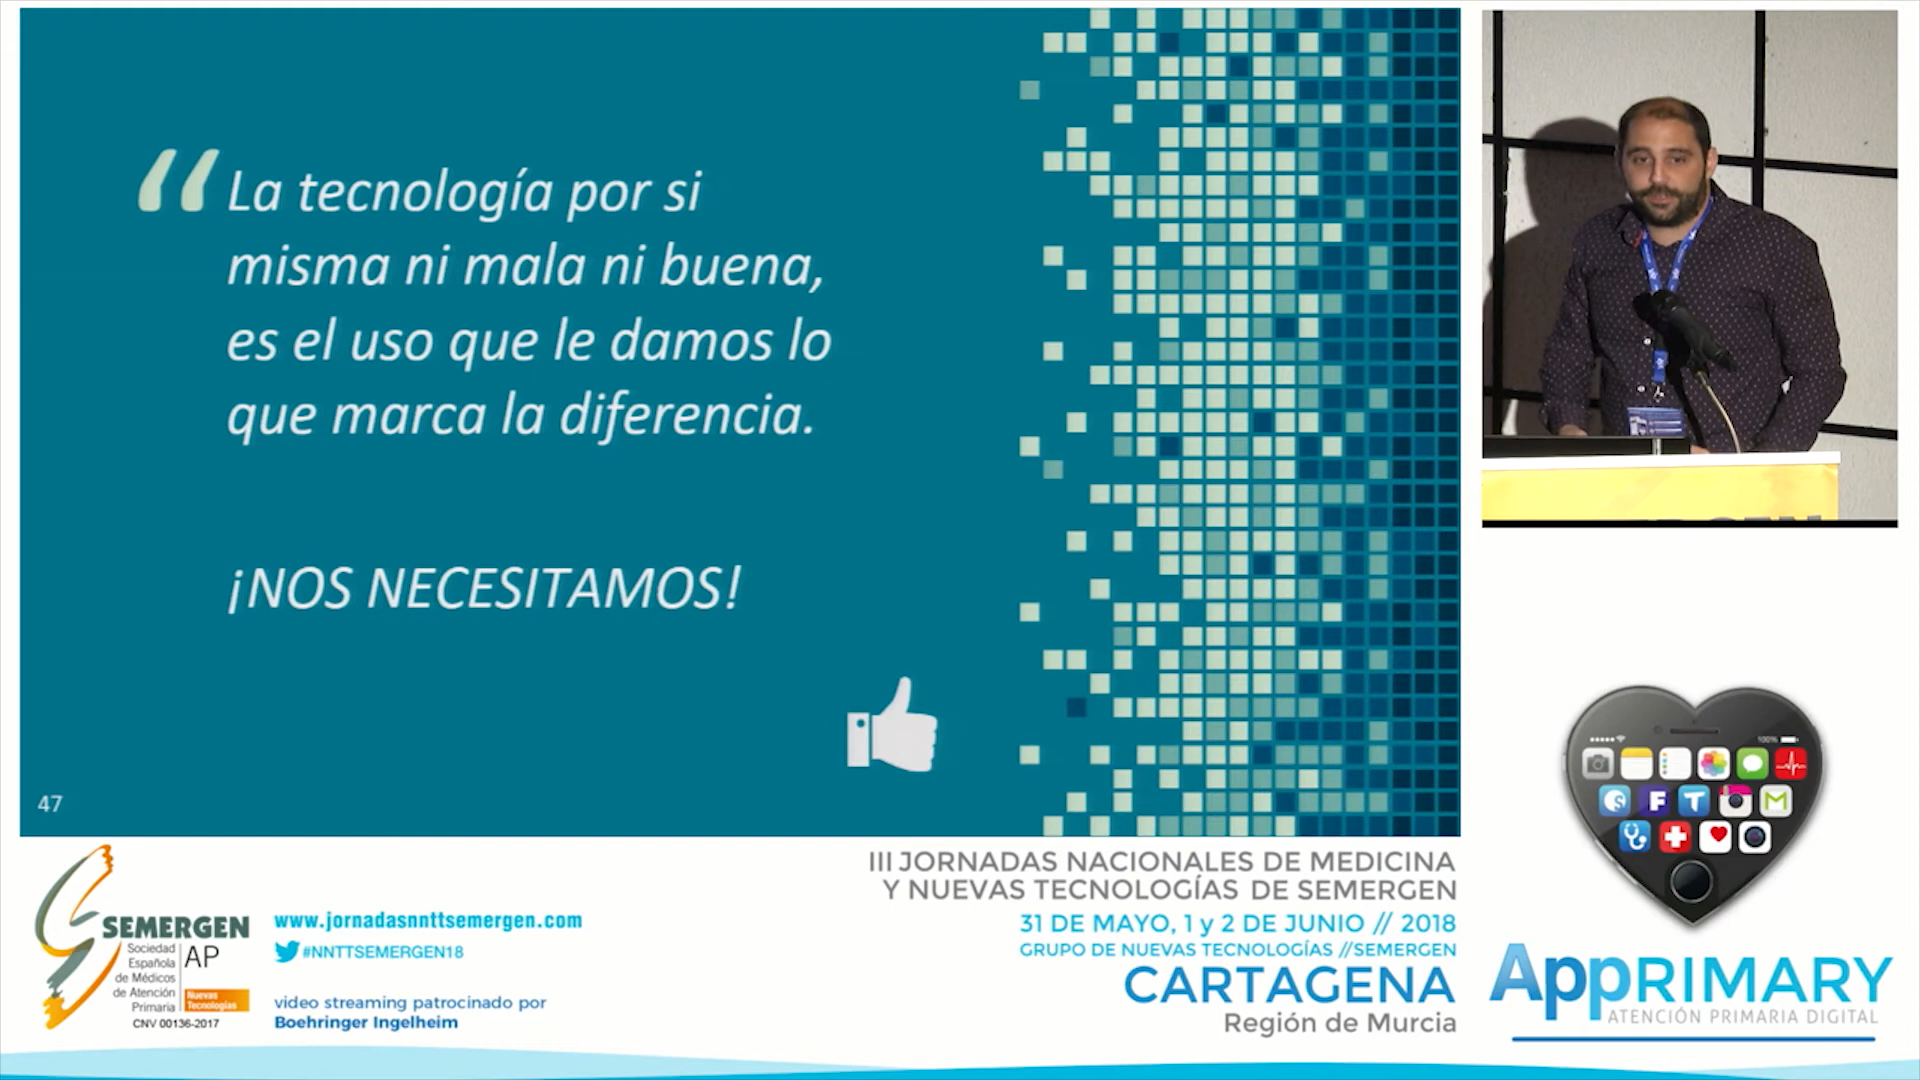 “La tecnología por si
misma ni mala ni buena,
es el uso que le damos lo
que marca la diferencia.
¡NOS NECESITAMOS!
47
SEMERGEN
Sociedad
Española
de Médicos
de Atención
Primaria
AP
Nuevas
Tecnologías
CNV 00136-2017
www.jornadasnnttsemergen.com
#NNTTSEMERGEN18
video streaming patrocinado por
Boehringer Ingelheim
III JORNADAS NACIONALES DE MEDICINA
Y NUEVAS TECNOLOGÍAS DE SEMERGEN
31 DE MAYO, 1 y 2 DE JUNIO // 2018
GRUPO DE NUEVAS TECNOLOGÍAS //SEMERGEN
CARTAGENA
Región de Murcia
100%
F T
M
AppRIMARY
ATENCIÓN PRIMARIA DIGITAL